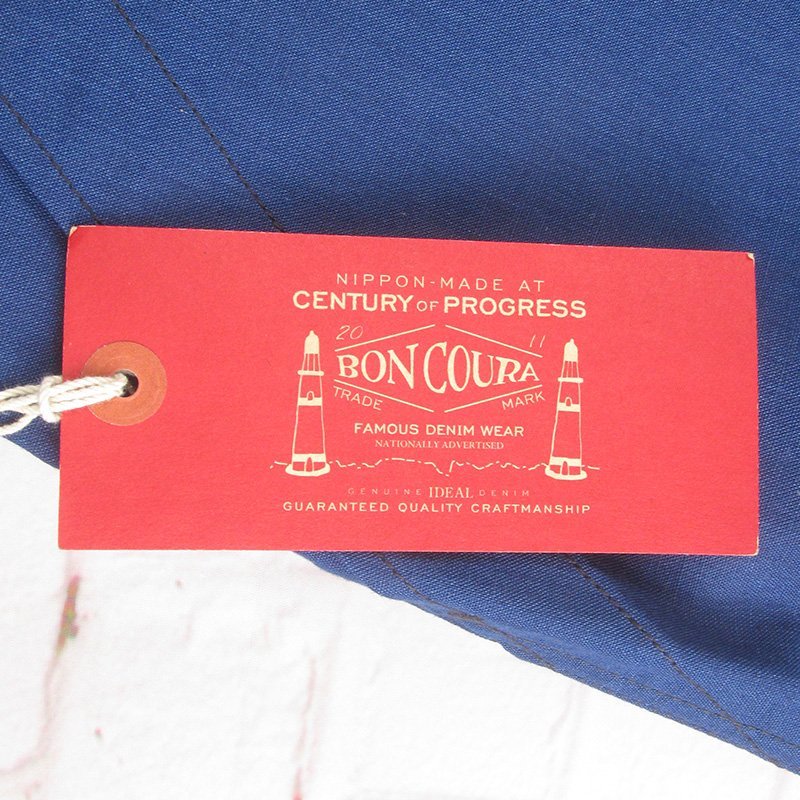 NIPPON-MADE AT
CENTURY OF PROGRESS
20 11
BON COURA
TRADE MARK
FAMOUS DENIM WEAR
NATIONALLY ADVERTISED
GENUINE IDEAL DENIM
GUARANTEED QUALITY CRAFTMANSHIP